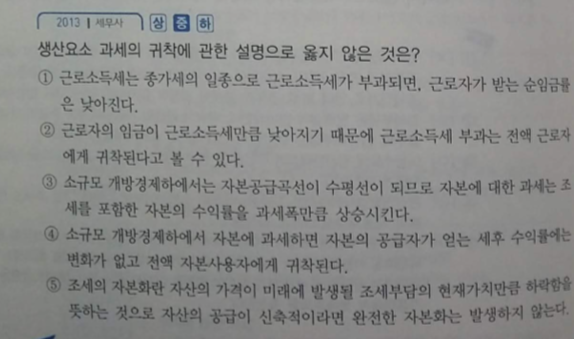 2013 | 세무사 상 중 하
생산요소 과세의 귀착에 관한 설명으로 옳지 않은 것은?
① 근로소득세는 종가세의 일종으로 근로소득세가 부과되면, 근로자가 받는 순임금률
은 낮아진다.
② 근로자의 임금이 근로소득세만큼 낮아지기 때문에 근로소득세 부과는 전액 근로자
에게 귀착된다고 볼 수 있다.
③ 소규모 개방경제하에서는 자본공급곡선이 수평선이 되므로 자본에 대한 과세는 조
세를 포함한 자본의 수익률을 과세폭만큼 상승시킨다.
④ 소규모 개방경제하에서 자본에 과세하면 자본의 공급자가 얻는 세후 수익률에는
변화가 없고 전액 자본사용자에게 귀착된다.
⑤ 조세의 자본화란 자산의 가격이 미래에 발생될 조세부담의 현재가치만큼 하락함을
뜻하는 것으로 자산의 공급이 신축적이라면 완전한 자본화는 발생하지 않는다.